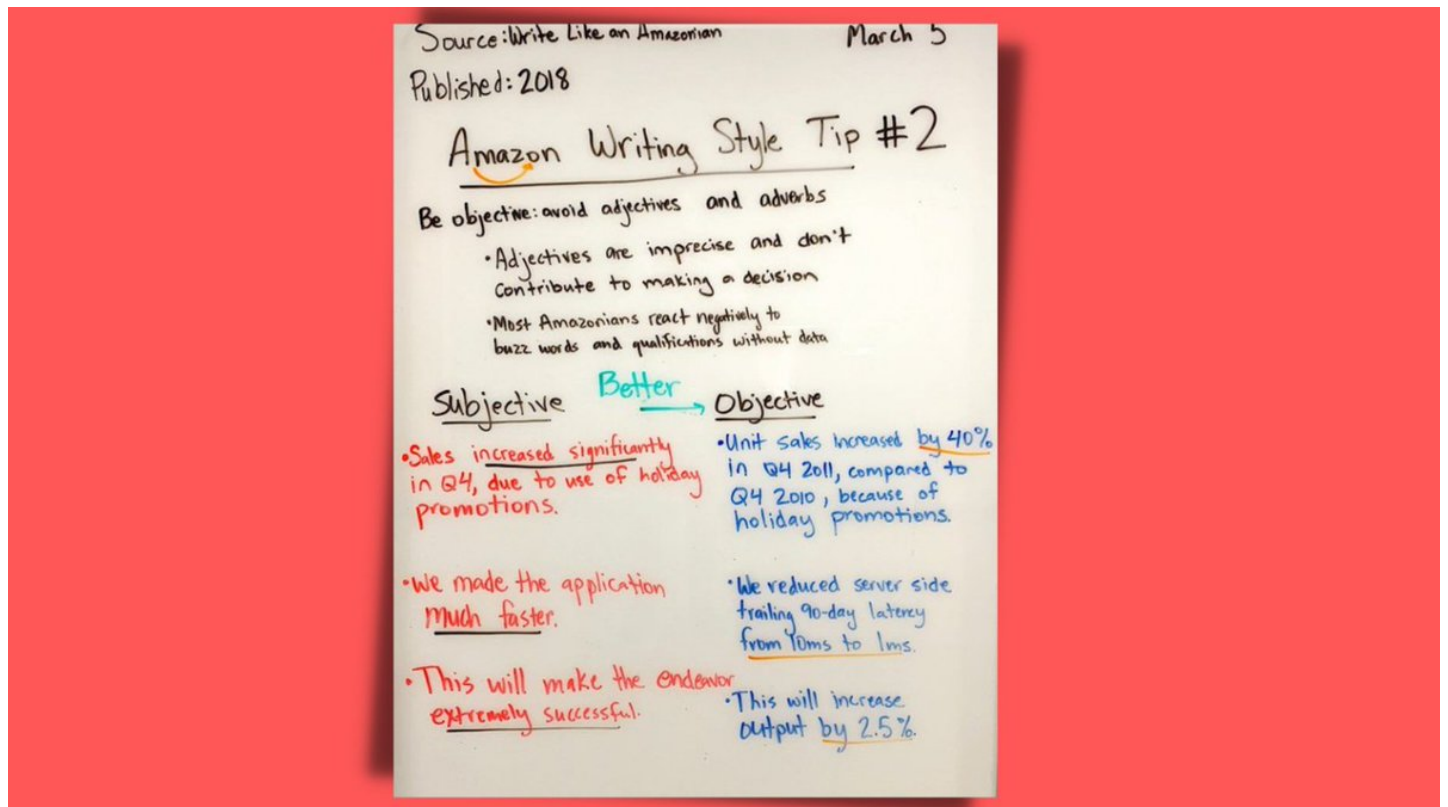 Source: Write Like an Amazonian
March 5
Published: 2018
Amazon Writing Style Tip #2
Be objective: avoid adjectives and adverbs
•Adjectives are imprecise and don't
contribute to making a decision
•Most Amazonians react negatively to
buzz words and qualifications without data
Subjective
Better
Objective
•Sales increased significantly
in Q4, due to use of holiday
promotions.
•Unit sales increased by 40%
in Q4 2011, compared to
Q4 2010, because of
holiday promotions.
•We made the application
much faster.
•We reduced server side
trailing 90-day latency
from 10ms to 1ms.
•This will make the endeavor
extremely successful.
•This will increase
output by 2.5%.